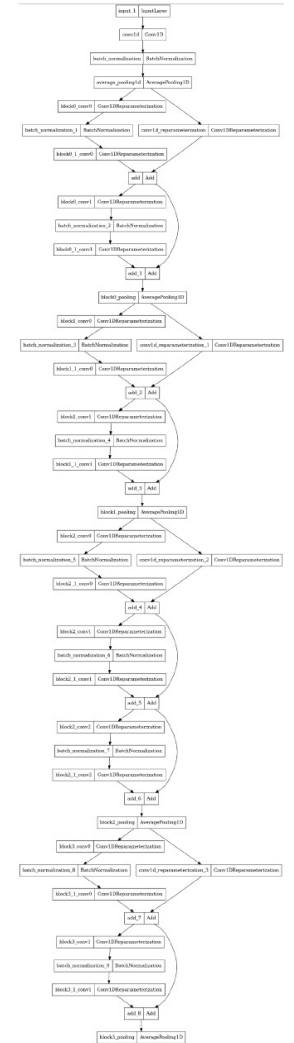 input_1 InputLayer
conv1d Conv1D
batch_normalization BatchNormalization
average_pooling1d AveragePooling1D
block0_conv0 Conv1DReparameterization
batch_normalization_1 BatchNormalization conv1d_reparameterization Conv1DReparameterization
block0_1_conv0 Conv1DReparameterization
add Add
block0_conv1 Conv1DReparameterization
batch_normalization_2 BatchNormalization
block0_1_conv1 Conv1DReparameterization
add_1 Add
block0_pooling AveragePooling1D
block1_conv0 Conv1DReparameterization
batch_normalization_3 BatchNormalization conv1d_reparameterization_1 Conv1DReparameterization
block1_1_conv0 Conv1DReparameterization
add_2 Add
block1_conv1 Conv1DReparameterization
batch_normalization_4 BatchNormalization
block1_1_conv1 Conv1DReparameterization
add_3 Add
block1_pooling AveragePooling1D
block2_conv0 Conv1DReparameterization
batch_normalization_5 BatchNormalization conv1d_reparameterization_2 Conv1DReparameterization
block2_1_conv0 Conv1DReparameterization
add_4 Add
block2_conv1 Conv1DReparameterization
batch_normalization_6 BatchNormalization
block2_1_conv1 Conv1DReparameterization
add_5 Add
block2_conv2 Conv1DReparameterization
batch_normalization_7 BatchNormalization
block2_1_conv2 Conv1DReparameterization
add_6 Add
block2_pooling AveragePooling1D
block3_conv0 Conv1DReparameterization
batch_normalization_8 BatchNormalization conv1d_reparameterization_3 Conv1DReparameterization
block3_1_conv0 Conv1DReparameterization
add_7 Add
block3_conv1 Conv1DReparameterization
batch_normalization_9 BatchNormalization
block3_1_conv1 Conv1DReparameterization
add_8 Add
block3_pooling AveragePooling1D